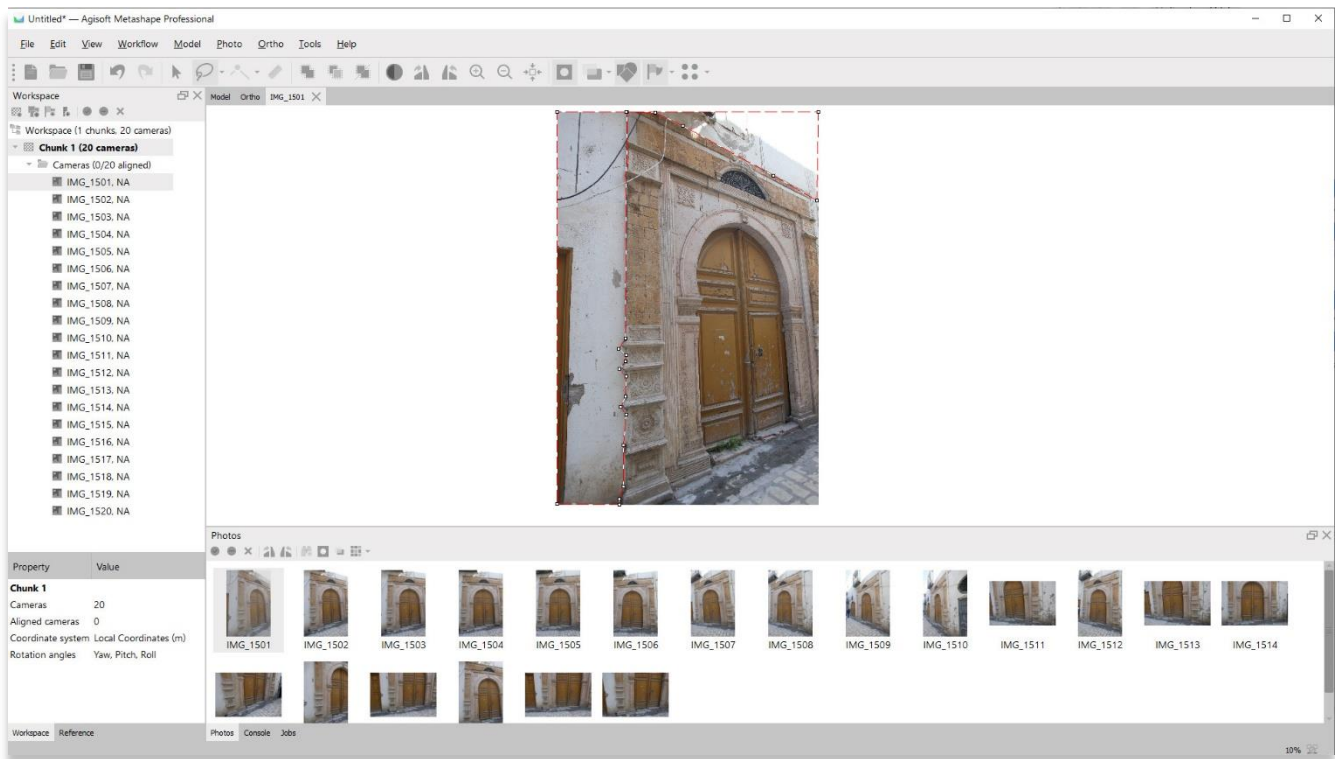 Untitled* — Agisoft Metashape Professional
File Edit View Workflow Model Photo Ortho Tools Help
Workspace
Model Ortho IMG_1501
Workspace (1 chunks, 20 cameras)
Chunk 1 (20 cameras)
Cameras (0/20 aligned)
IMG_1501, NA
IMG_1502, NA
IMG_1503, NA
IMG_1504, NA
IMG_1505, NA
IMG_1506, NA
IMG_1507, NA
IMG_1508, NA
IMG_1509, NA
IMG_1510, NA
IMG_1511, NA
IMG_1512, NA
IMG_1513, NA
IMG_1514, NA
IMG_1515, NA
IMG_1516, NA
IMG_1517, NA
IMG_1518, NA
IMG_1519, NA
IMG_1520, NA
Property Value
Chunk 1
Cameras 20
Aligned cameras 0
Coordinate system Local Coordinates (m)
Rotation angles Yaw, Pitch, Roll
Workspace Reference
Photos
IMG_1501 IMG_1502 IMG_1503 IMG_1504 IMG_1505 IMG_1506 IMG_1507 IMG_1508 IMG_1509 IMG_1510 IMG_1511 IMG_1512 IMG_1513 IMG_1514
Photos Console Jobs
10%